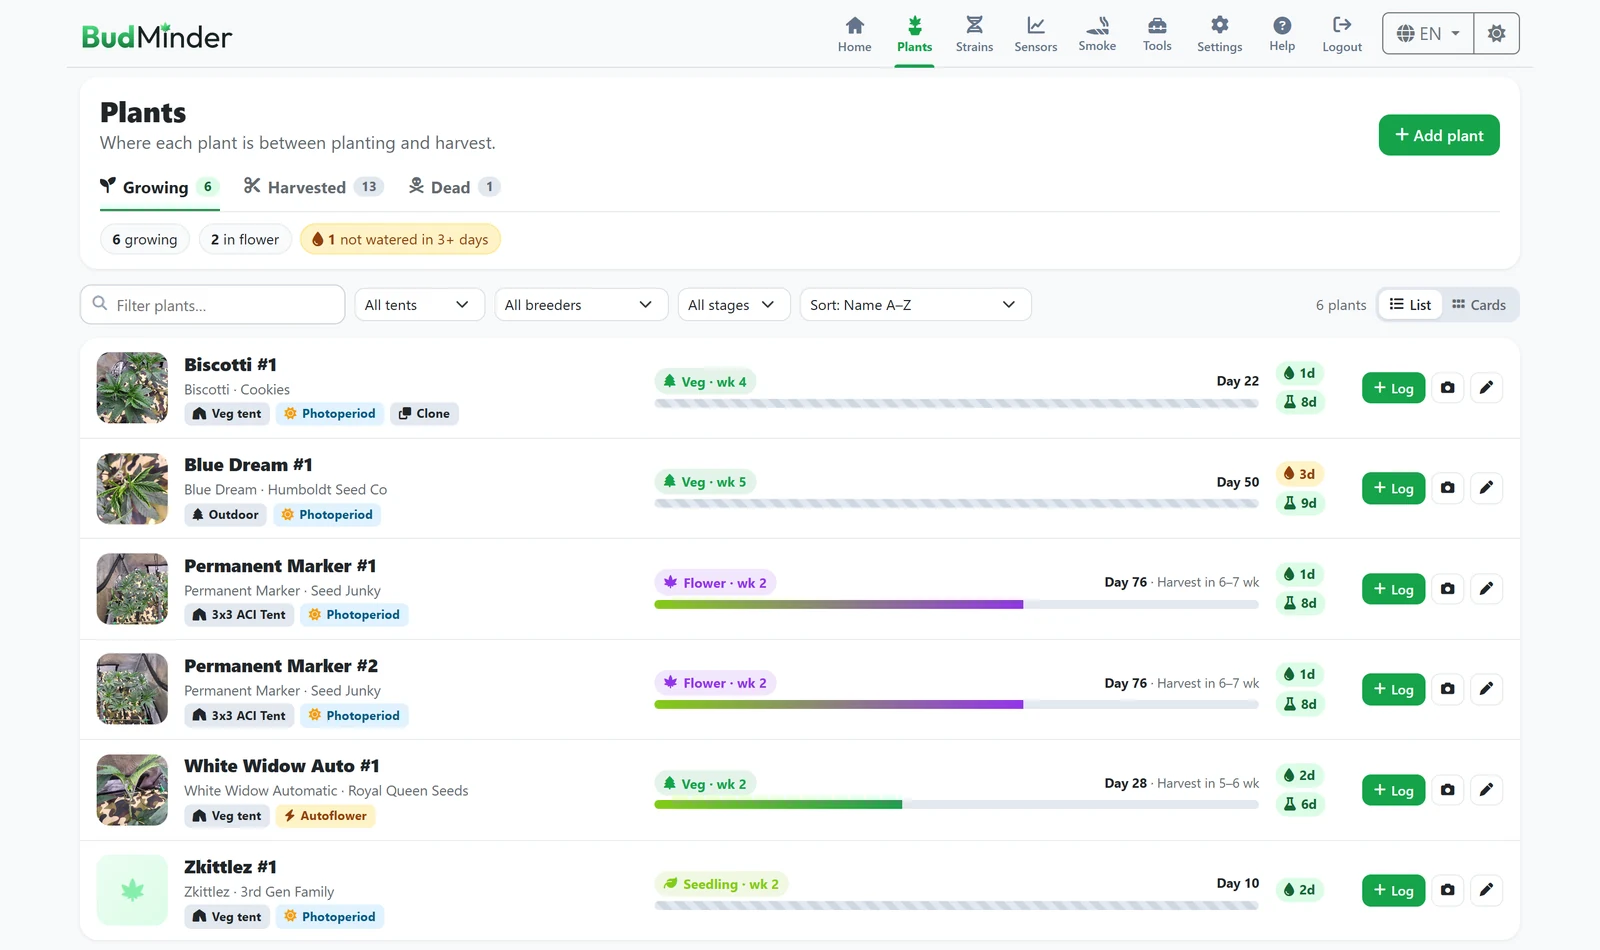 BudMinder
Home
Plants
Strains
Sensors
Smoke
Tools
Settings
Help
Logout
EN
Plants
Where each plant is between planting and harvest.
+ Add plant
Growing 6
Harvested 13
Dead 1
6 growing
2 in flower
1 not watered in 3+ days
Filter plants...
All tents
All breeders
All stages
Sort: Name A–Z
6 plants
List
Cards
Biscotti #1
Biscotti · Cookies
Veg tent
Photoperiod
Clone
Veg · wk 4
Day 22
1d
8d
+ Log
Blue Dream #1
Blue Dream · Humboldt Seed Co
Outdoor
Photoperiod
Veg · wk 5
Day 50
3d
9d
+ Log
Permanent Marker #1
Permanent Marker · Seed Junky
3x3 ACI Tent
Photoperiod
Flower · wk 2
Day 76 · Harvest in 6–7 wk
1d
8d
+ Log
Permanent Marker #2
Permanent Marker · Seed Junky
3x3 ACI Tent
Photoperiod
Flower · wk 2
Day 76 · Harvest in 6–7 wk
1d
8d
+ Log
White Widow Auto #1
White Widow Automatic · Royal Queen Seeds
Veg tent
Autoflower
Veg · wk 2
Day 28 · Harvest in 5–6 wk
2d
6d
+ Log
Zkittlez #1
Zkittlez · 3rd Gen Family
Veg tent
Photoperiod
Seedling · wk 2
Day 10
2d
+ Log